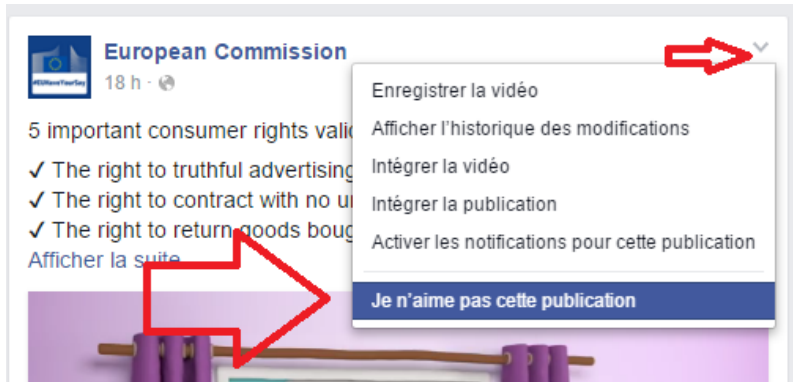 European Commission
#EUHaveYourSay
18 h ·
Enregistrer la vidéo
Afficher l'historique des modifications
Intégrer la vidéo
Intégrer la publication
Activer les notifications pour cette publication
Je n'aime pas cette publication
5 important consumer rights valid
✓ The right to truthful advertising
✓ The right to contract with no u
✓ The right to return goods boug
Afficher la suite